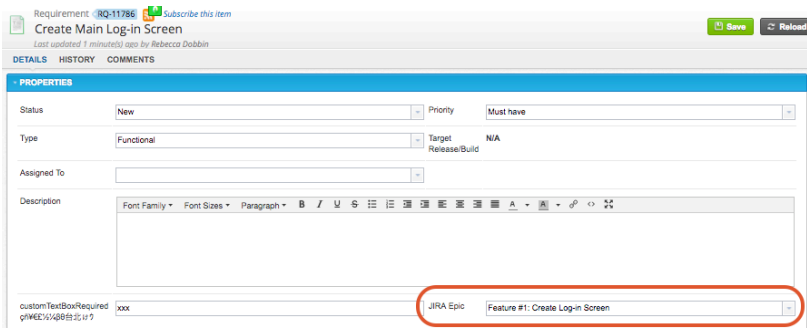 Requirement RQ-11786 Subscribe this item
Create Main Log-in Screen
Last updated 1 minute(s) ago by Rebecca Dobbin
Save Reload
DETAILS HISTORY COMMENTS
PROPERTIES
Status New Priority Must have
Type Functional Target Release/Build N/A
Assigned To
Description Font Family Font Sizes Paragraph B I U S A A
customTextBoxRequired xxx JIRA Epic Feature #1: Create Log-in Screen